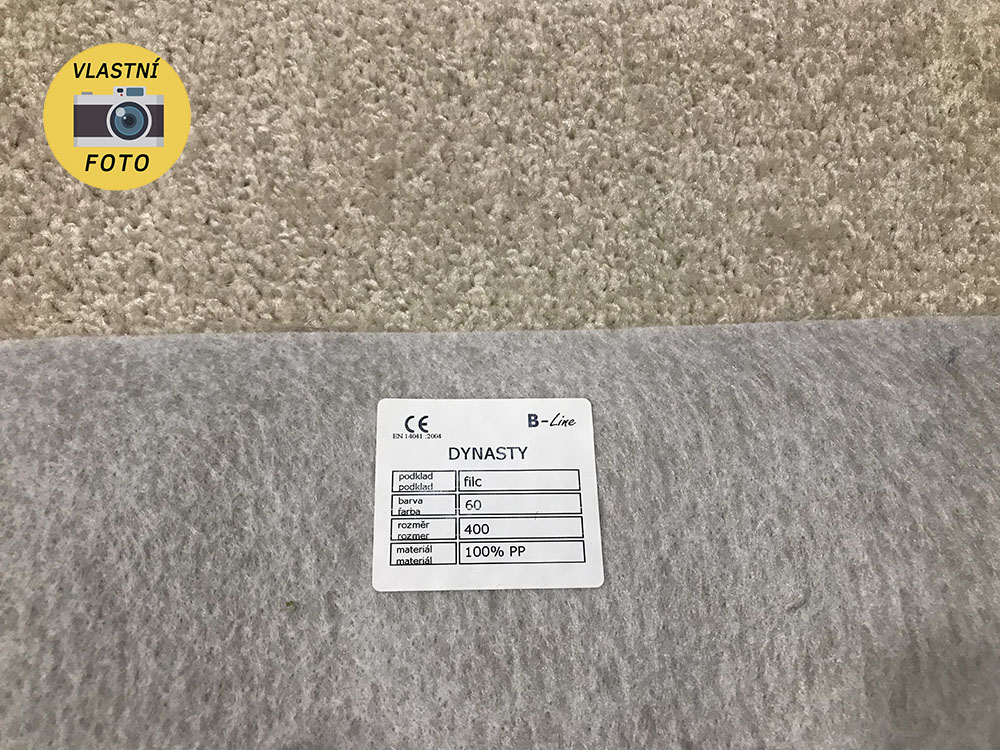 VLASTNÍ
FOTO
CE
B-Line
EN 14041 :2004
DYNASTY
podklad
podklad
filc
barva
farba
60
rozměr
rozmer
400
materiál
materiál
100% PP